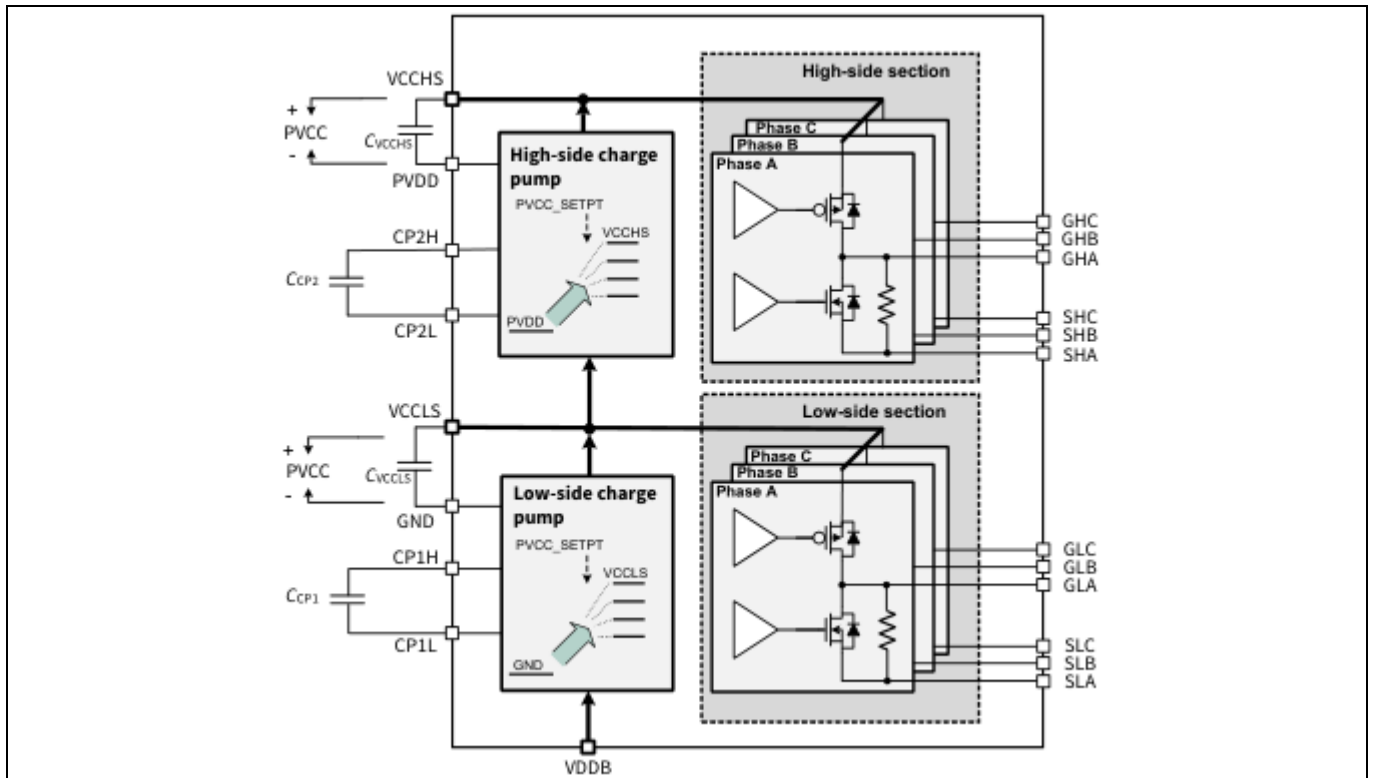 VCCHS
+
PVCC
-
CVCCHS
PVDD
CP2H
CCP2
CP2L
High-side charge
pump
PVCC_SETPT
VCCHS
PVDD
High-side section
Phase C
Phase B
Phase A
GHC
GHB
GHA
SHC
SHB
SHA
VCCLS
+
PVCC
-
CVCCLS
GND
CP1H
CCP1
CP1L
Low-side charge
pump
PVCC_SETPT
VCCLS
GND
Low-side section
Phase C
Phase B
Phase A
GLC
GLB
GLA
SLC
SLB
SLA
VDDB